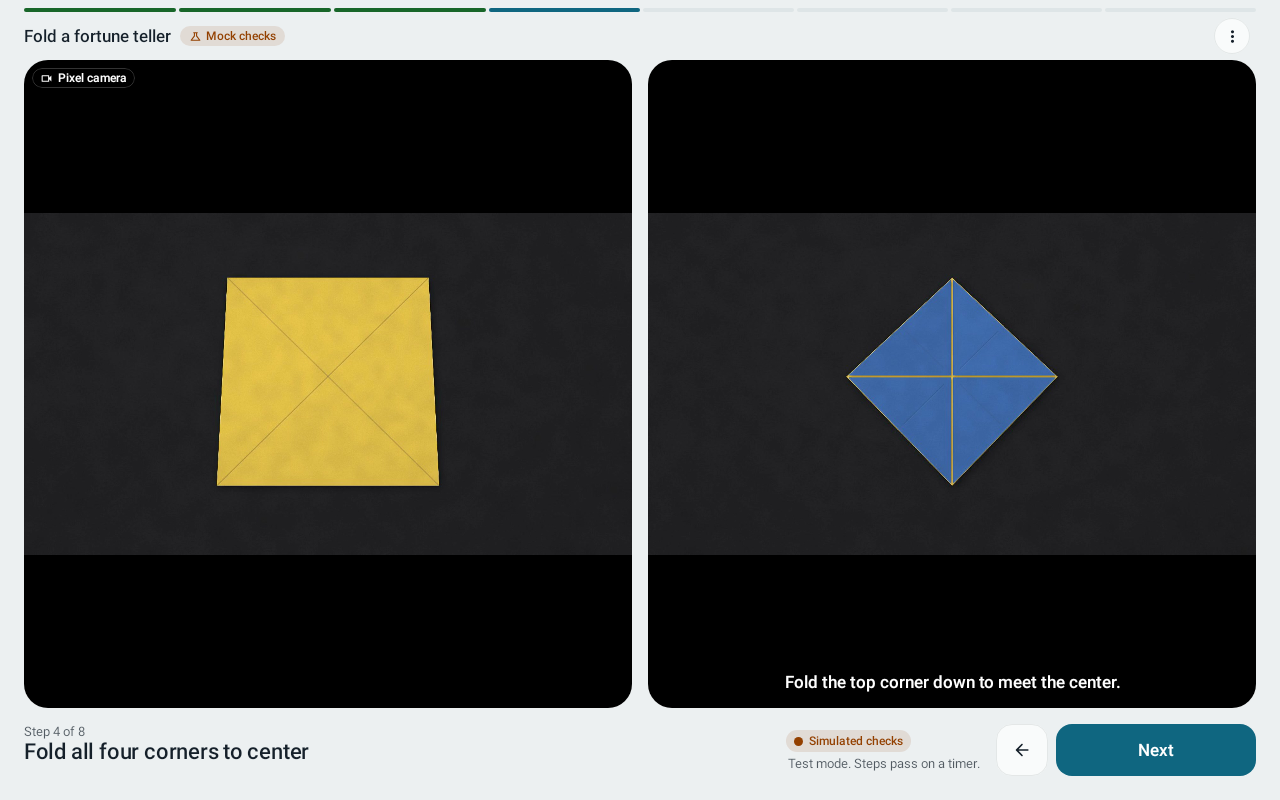 Fold a fortune teller
Mock checks
Pixel camera
Fold the top corner down to meet the center.
Step 4 of 8
Fold all four corners to center
Simulated checks
Test mode. Steps pass on a timer.
Next